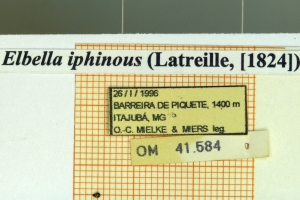 Elbella iphinous (Latreille, [1824])
26 / I / 1996
BARREIRA DE PIQUETE, 1400 m
ITAJUBÁ, MG
O.-C. MIELKE & MIERS leg.
OM 41.584